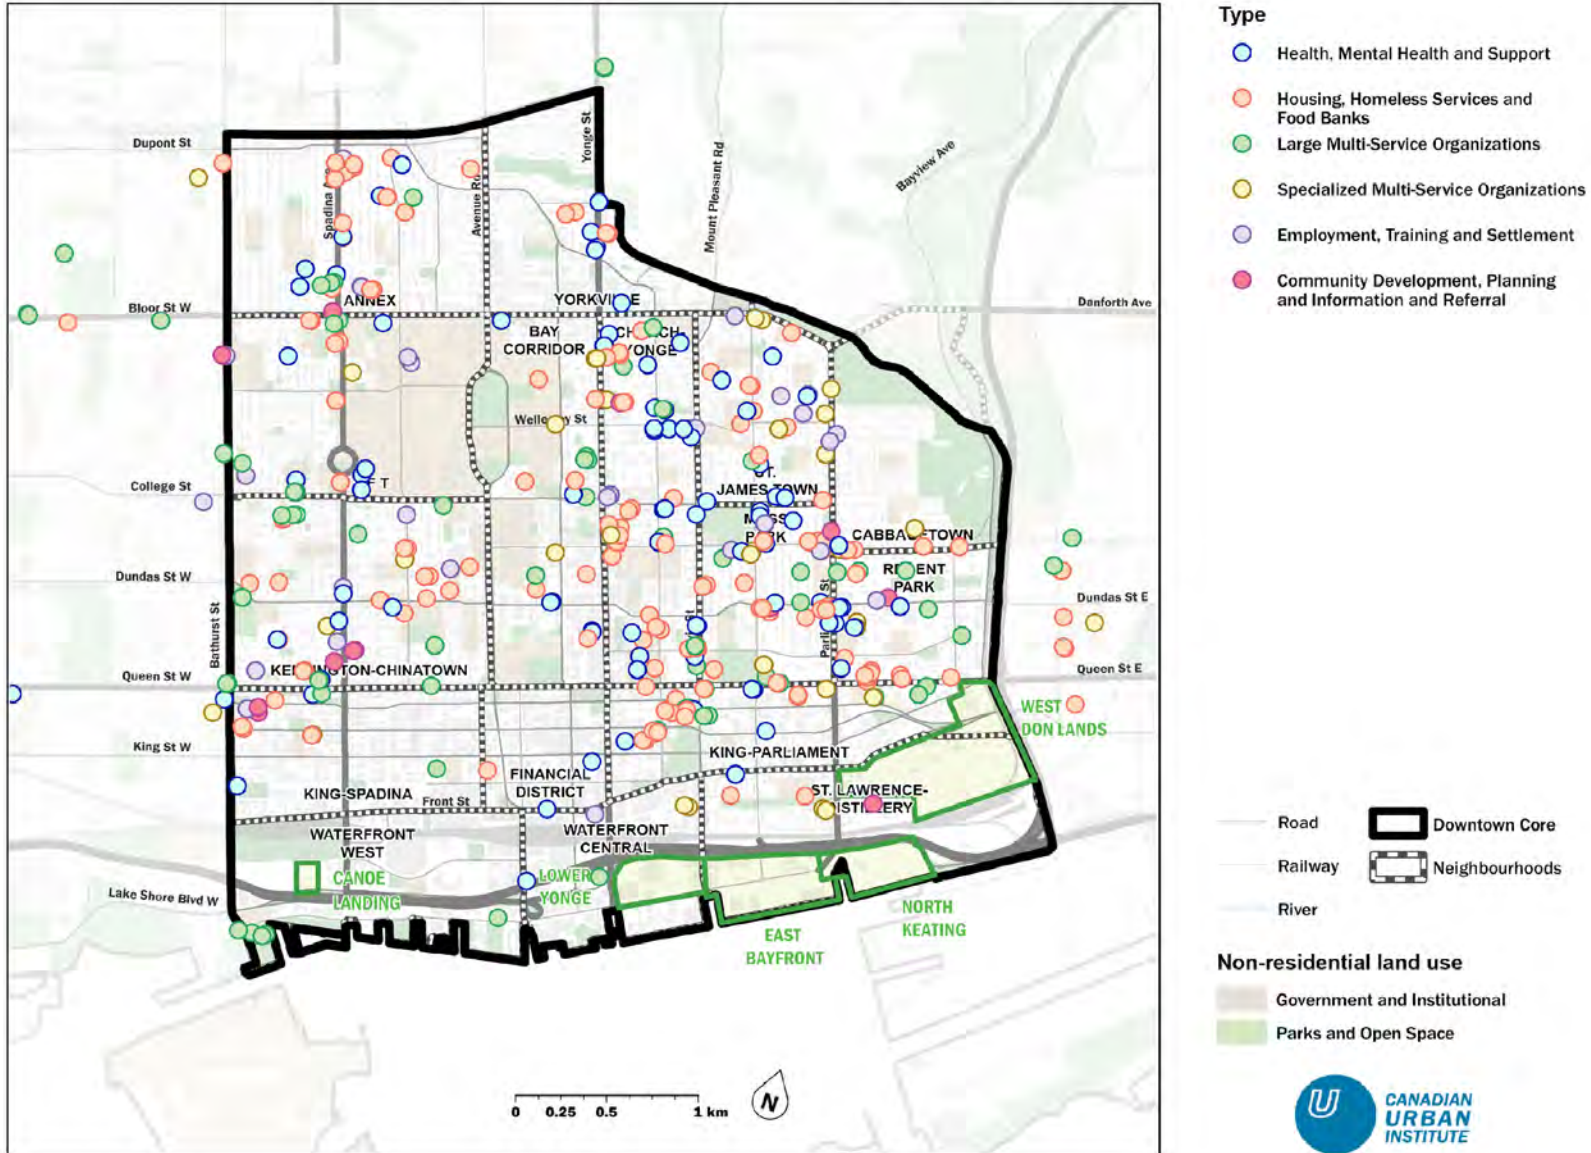 Type
Health, Mental Health and Support
Housing, Homeless Services and
Food Banks
Large Multi-Service Organizations
Specialized Multi-Service Organizations
Employment, Training and Settlement
Community Development, Planning
and Information and Referral
Dupont St
Spadina
Avenue Rd
Yonge St
Mount Pleasant Rd
Bayview Ave
Bloor St W
ANNEX
YORKVILLE
Danforth Ave
BAY
CORRIDOR
YONGE
St
College St
JAMES TOWN
PARK
Dundas St W
PARK
Dundas St E
Bathurst St
St
St
Queen St W
Queen St E
WEST
DON LANDS
King St W
KING-PARLIAMENT
FINANCIAL
DISTRICT
KING-SPADINA
Front St
ST. LAWRENCE-
WATERFRONT
WEST
WATERFRONT
CENTRAL
CANOE
LANDING
LOWER
YONGE
Lake Shore Blvd W
NORTH
KEATING
EAST
BAYFRONT
0 0.25 0.5 1 km
N
Road
Downtown Core
Railway
Neighbourhoods
River
Non-residential land use
Government and Institutional
Parks and Open Space
U
CANADIAN
URBAN
INSTITUTE